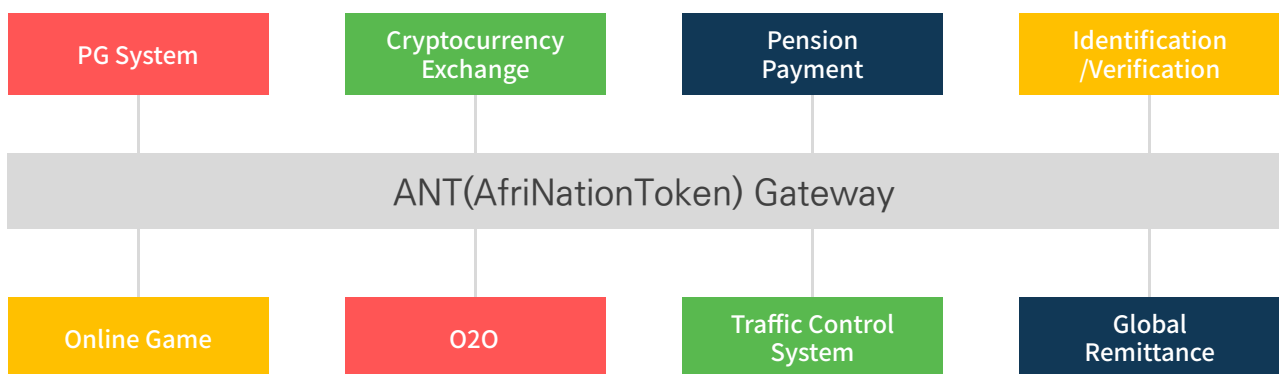 PG System
Cryptocurrency
Exchange
Pension
Payment
Identification
/Verification
ANT(AfriNationToken) Gateway
Online Game
O2O
Traffic Control
System
Global
Remittance